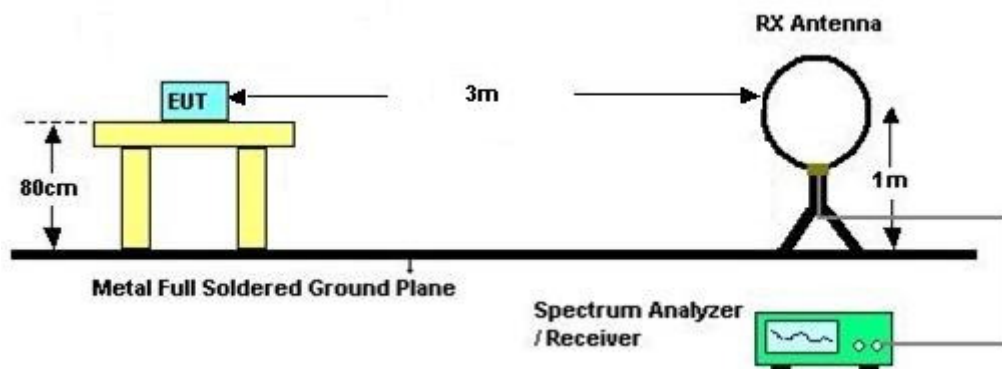 RX Antenna
EUT
3m
80cm
1m
Metal Full Soldered Ground Plane
Spectrum Analyzer
/ Receiver